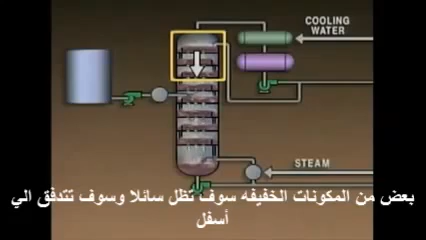 COOLING
WATER
STEAM
بعض من المكونات الخفيفه سوف تظل سائلا وسوف تتدفق الي
أسفل